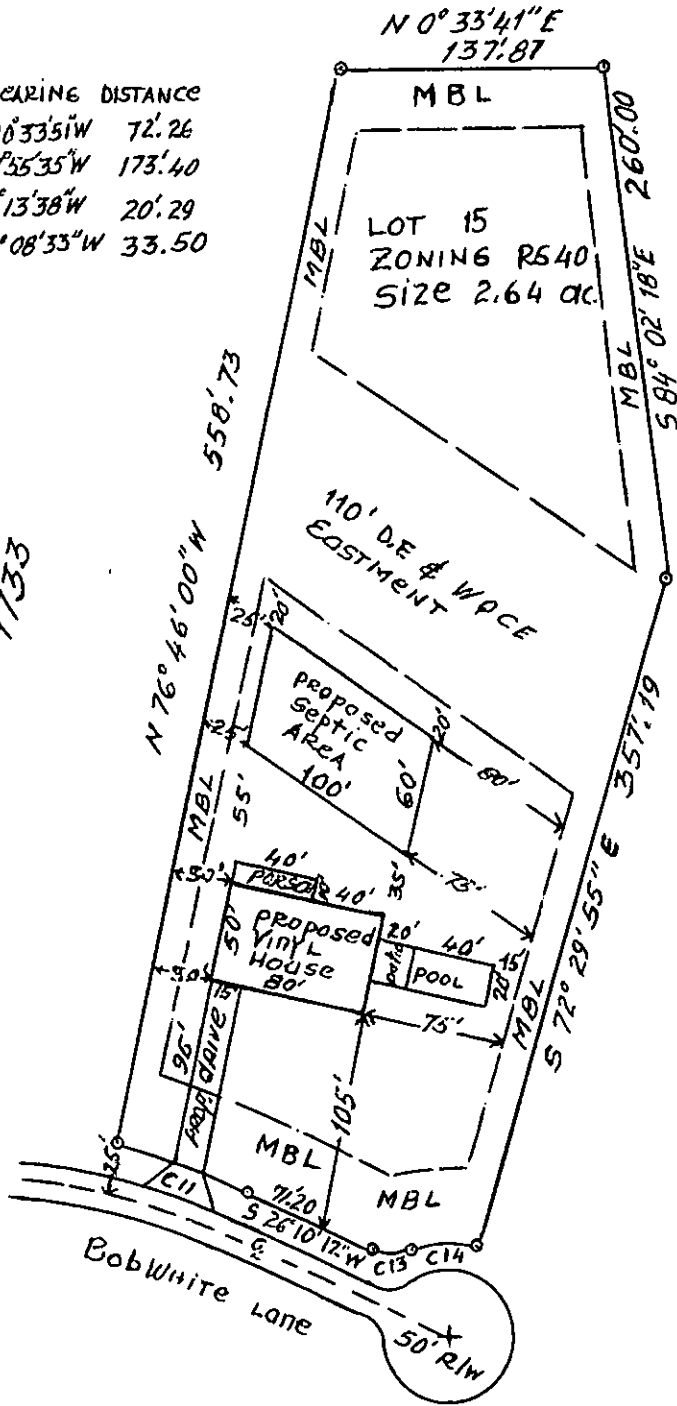 N 0° 33' 41" E
137.87
EARING DISTANCE
0°33'51"W 72.26
°55'35"W 173.40
°13'38"W 20.29
°08'33"W 33.50
MBL
260.00
S 84° 02' 18" E
MBL
MBL
LOT 15
ZONING RS40
Size 2.64 ac.
558.73
N 76° 46' 00" W
1733
110' D.E & WPCE
EASTMENT
25'
20'
PROPOSED
Septic
AREA
100'
20'
60'
80'
25'
75'
357.19
S 72° 29' 55" E
MBL
55'
40'
40'
35'
50'
50'
PROPOSED
VINYL
HOUSE
80'
20'
40'
15'
patio
POOL
20'
75'
MBL
15'
96'
PROP. DRIVE
105'
MBL
MBL
25'
C11
71.20
S 26° 10' 12" W
C13
C14
BobWHITE Lane
50' R/W